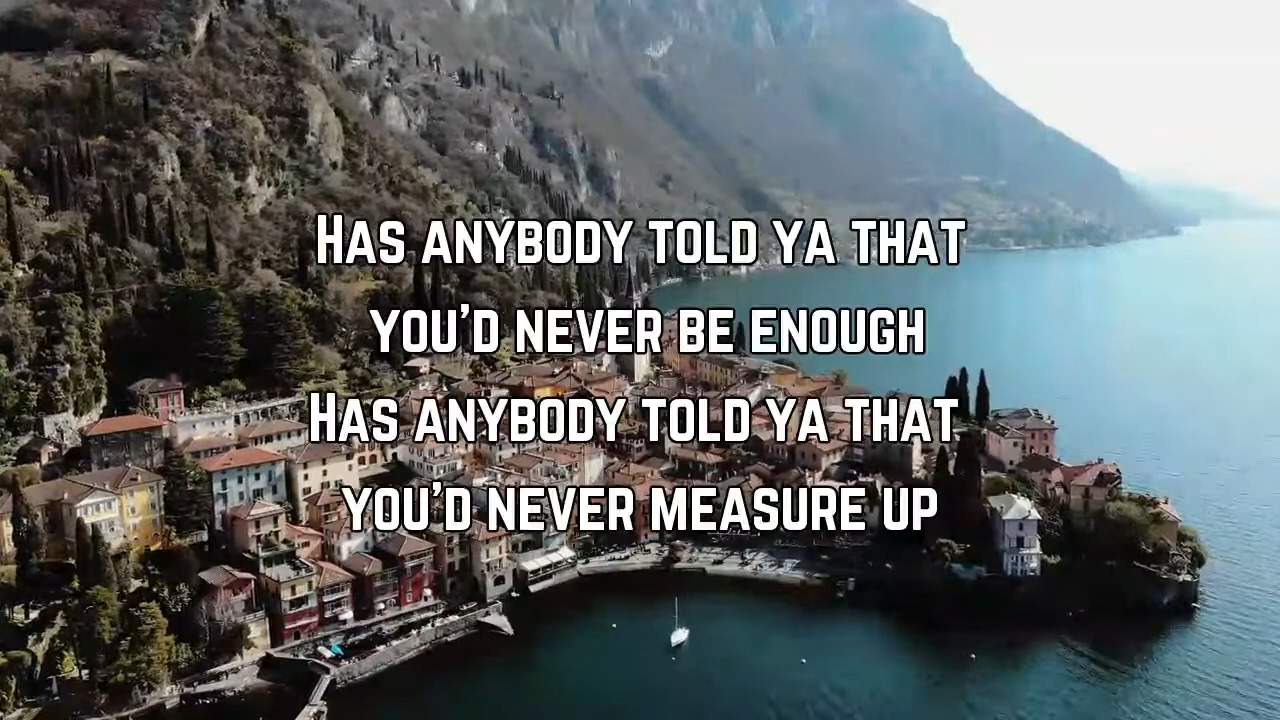 Has anybody told ya that
you'd never be enough
Has anybody told ya that
you'd never measure up